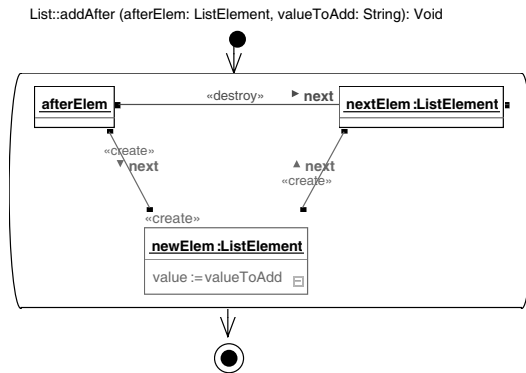 List::addAfter (afterElem: ListElement, valueToAdd: String): Void
afterElem
«destroy»
► next
nextElem :ListElement
«create»
▼ next
▲ next
«create»
«create»
newElem :ListElement
value := valueToAdd